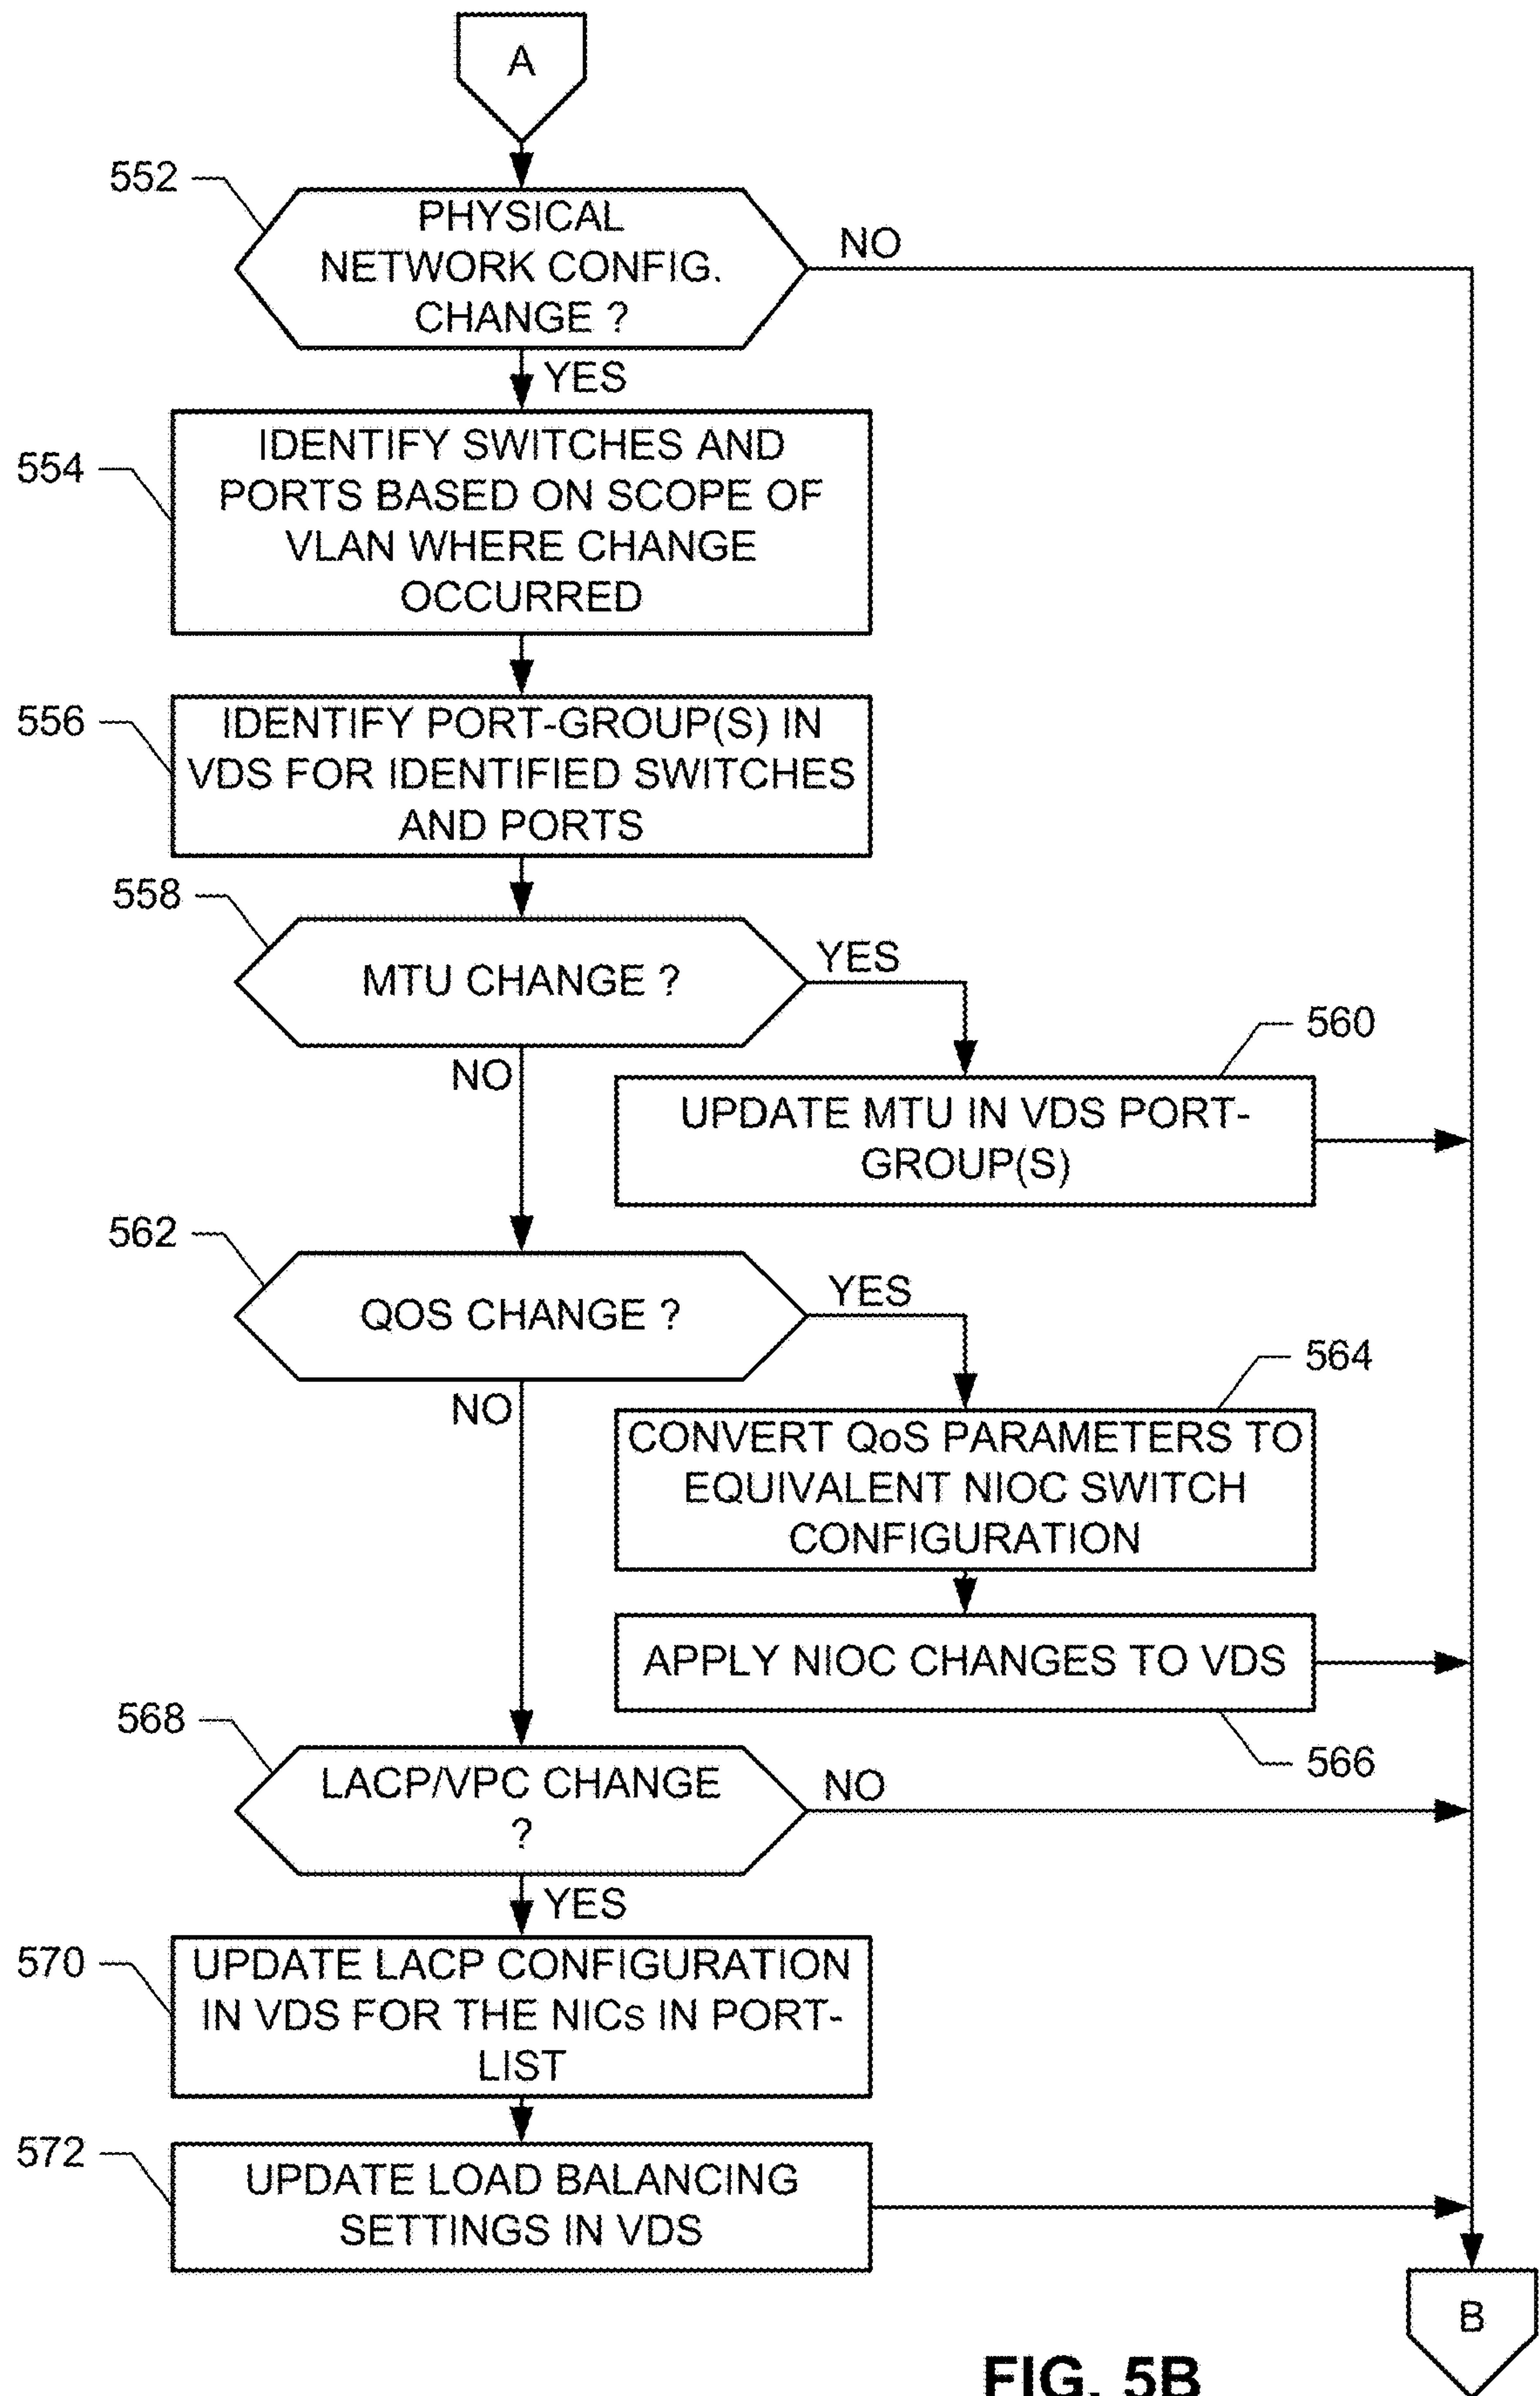 A
552
PHYSICAL
NETWORK CONFIG.
CHANGE ?
NO
YES
554
IDENTIFY SWITCHES AND
PORTS BASED ON SCOPE OF
VLAN WHERE CHANGE
OCCURRED
556
IDENTIFY PORT-GROUP(S) IN
VDS FOR IDENTIFIED SWITCHES
AND PORTS
558
MTU CHANGE ?
YES
NO
560
UPDATE MTU IN VDS PORT-
GROUP(S)
562
QOS CHANGE ?
YES
NO
564
CONVERT QoS PARAMETERS TO
EQUIVALENT NIOC SWITCH
CONFIGURATION
APPLY NIOC CHANGES TO VDS
566
568
LACP/VPC CHANGE
?
NO
YES
570
UPDATE LACP CONFIGURATION
IN VDS FOR THE NICs IN PORT-
LIST
572
UPDATE LOAD BALANCING
SETTINGS IN VDS
B
FIG. 5B